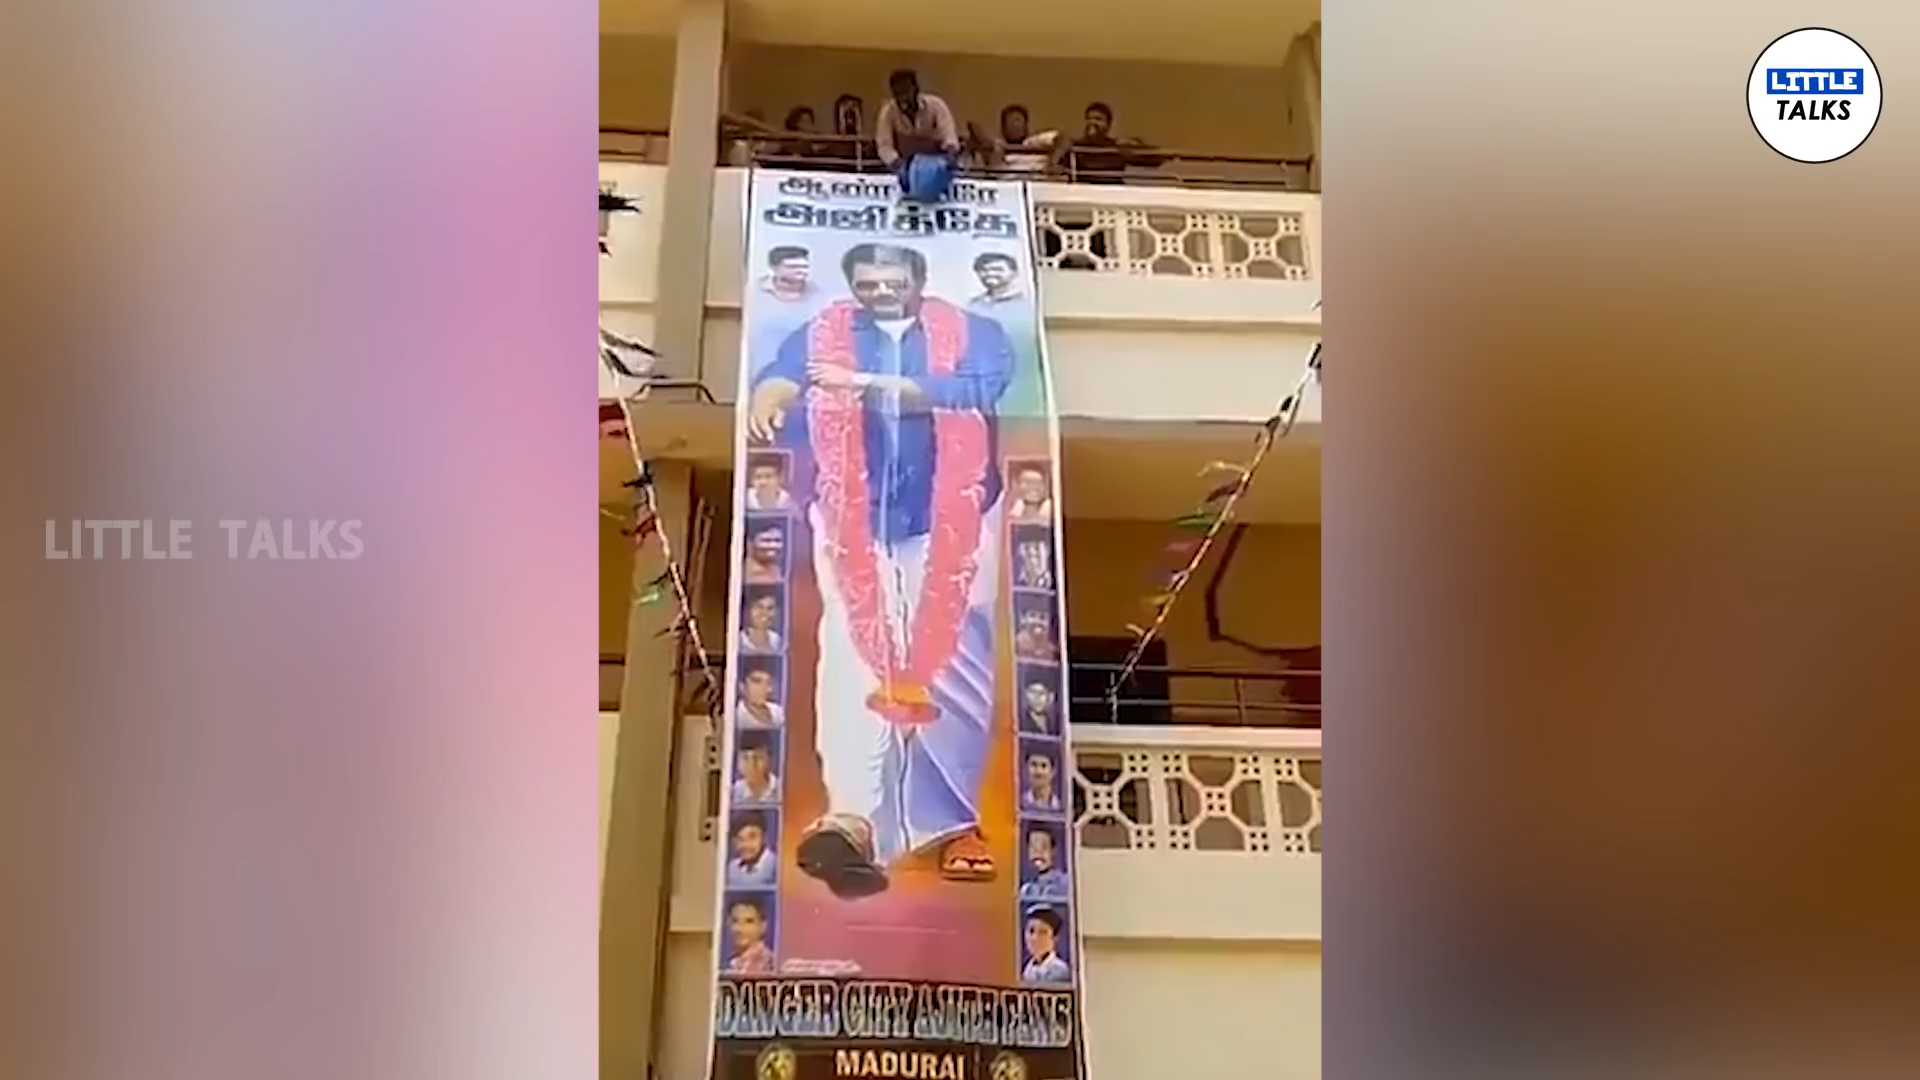 LITTLE
TALKS
அஜித்தே
LITTLE TALKS
DANGER CITY AJITH FANS
MADURAI